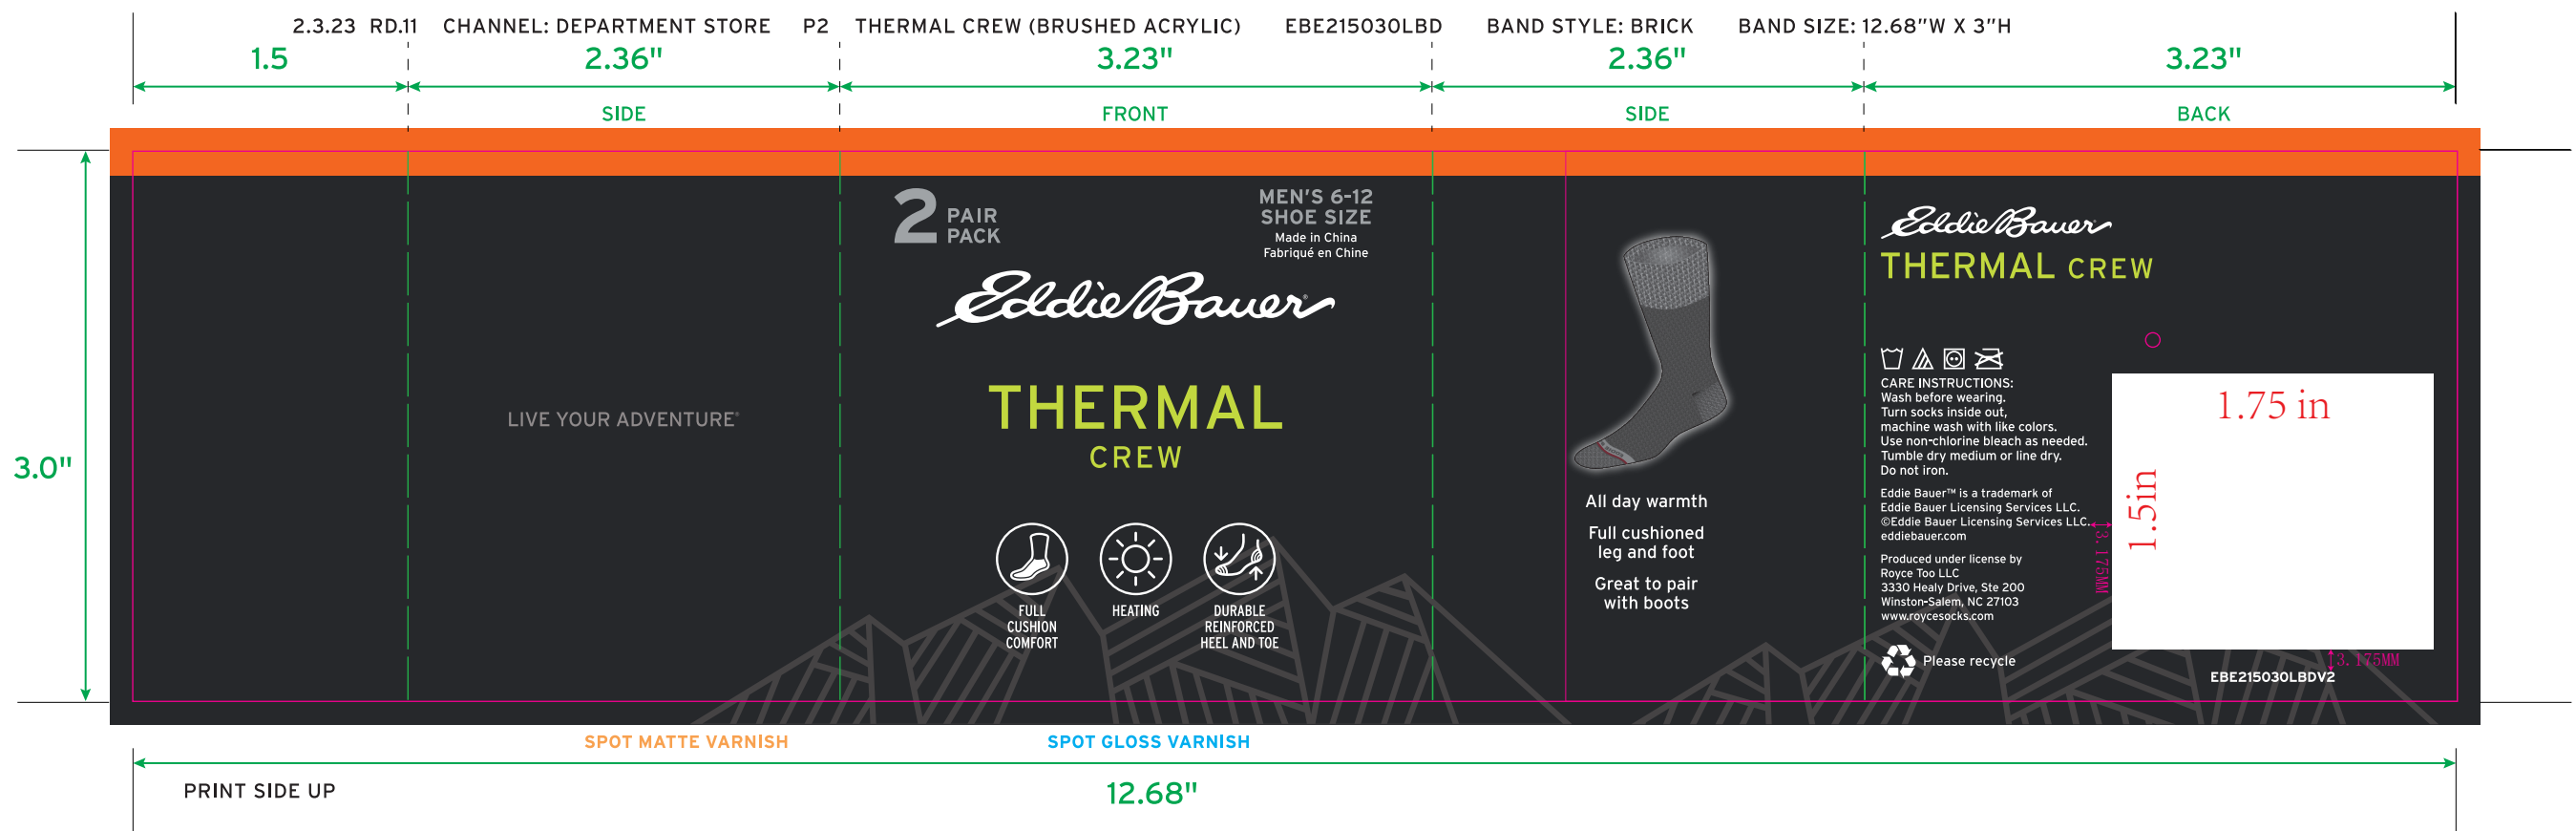 2.3.23 RD.11 CHANNEL: DEPARTMENT STORE P2 THERMAL CREW (BRUSHED ACRYLIC) EBE215030LBD BAND STYLE: BRICK BAND SIZE: 12.68"W X 3"H
1.5 2.36" 3.23" 2.36" 3.23"
SIDE FRONT SIDE BACK
3.0"
LIVE YOUR ADVENTURE®
2 PAIR
PACK
MEN'S 6-12
SHOE SIZE
Made in China
Fabriqué en Chine
Eddie Bauer®
THERMAL
CREW
FULL
CUSHION
COMFORT
HEATING
DURABLE
REINFORCED
HEEL AND TOE
All day warmth
Full cushioned
leg and foot
Great to pair
with boots
Eddie Bauer®
THERMAL CREW
CARE INSTRUCTIONS:
Wash before wearing.
Turn socks inside out,
machine wash with like colors.
Use non-chlorine bleach as needed.
Tumble dry medium or line dry.
Do not iron.
Eddie Bauer™ is a trademark of
Eddie Bauer Licensing Services LLC.
©Eddie Bauer Licensing Services LLC.
eddiebauer.com
Produced under license by
Royce Too LLC
3330 Healy Drive, Ste 200
Winston-Salem, NC 27103
www.roycesocks.com
Please recycle
1.75 in
1.5in
3.175MM
3.175MM
EBE215030LBDV2
SPOT MATTE VARNISH SPOT GLOSS VARNISH
PRINT SIDE UP
12.68"